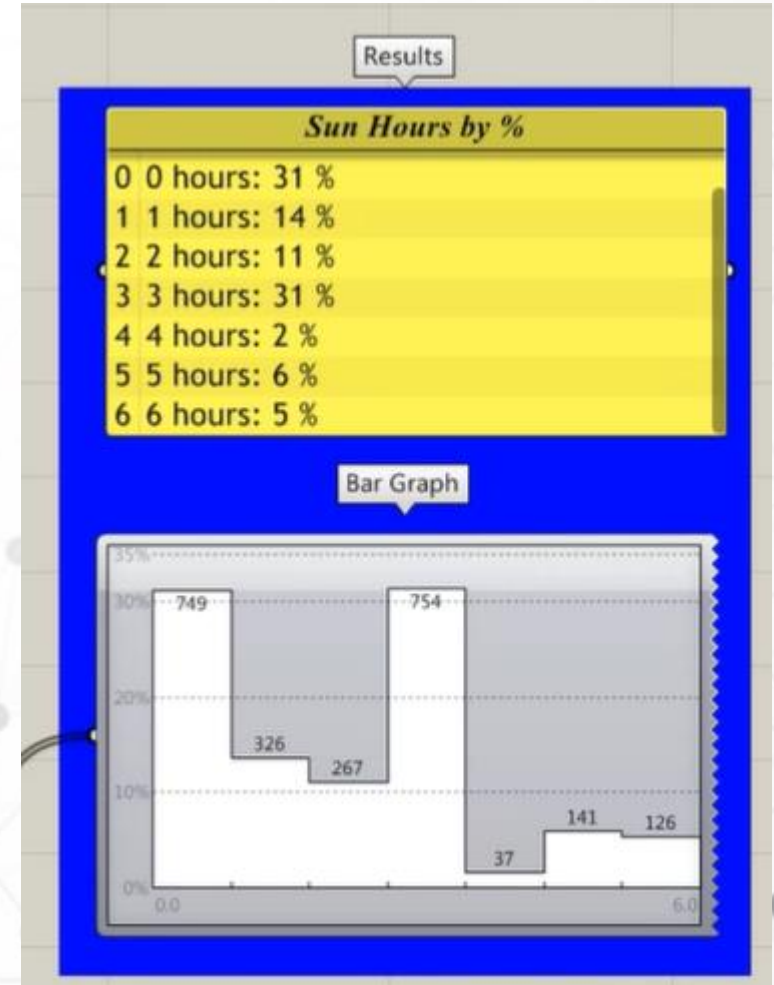 Results
Sun Hours by %
0 0 hours: 31 %
1 1 hours: 14 %
2 2 hours: 11 %
3 3 hours: 31 %
4 4 hours: 2 %
5 5 hours: 6 %
6 6 hours: 5 %
Bar Graph
35%
30% 749 754
20%
326
267
10%
141 126
37
0%
0.0 6.0